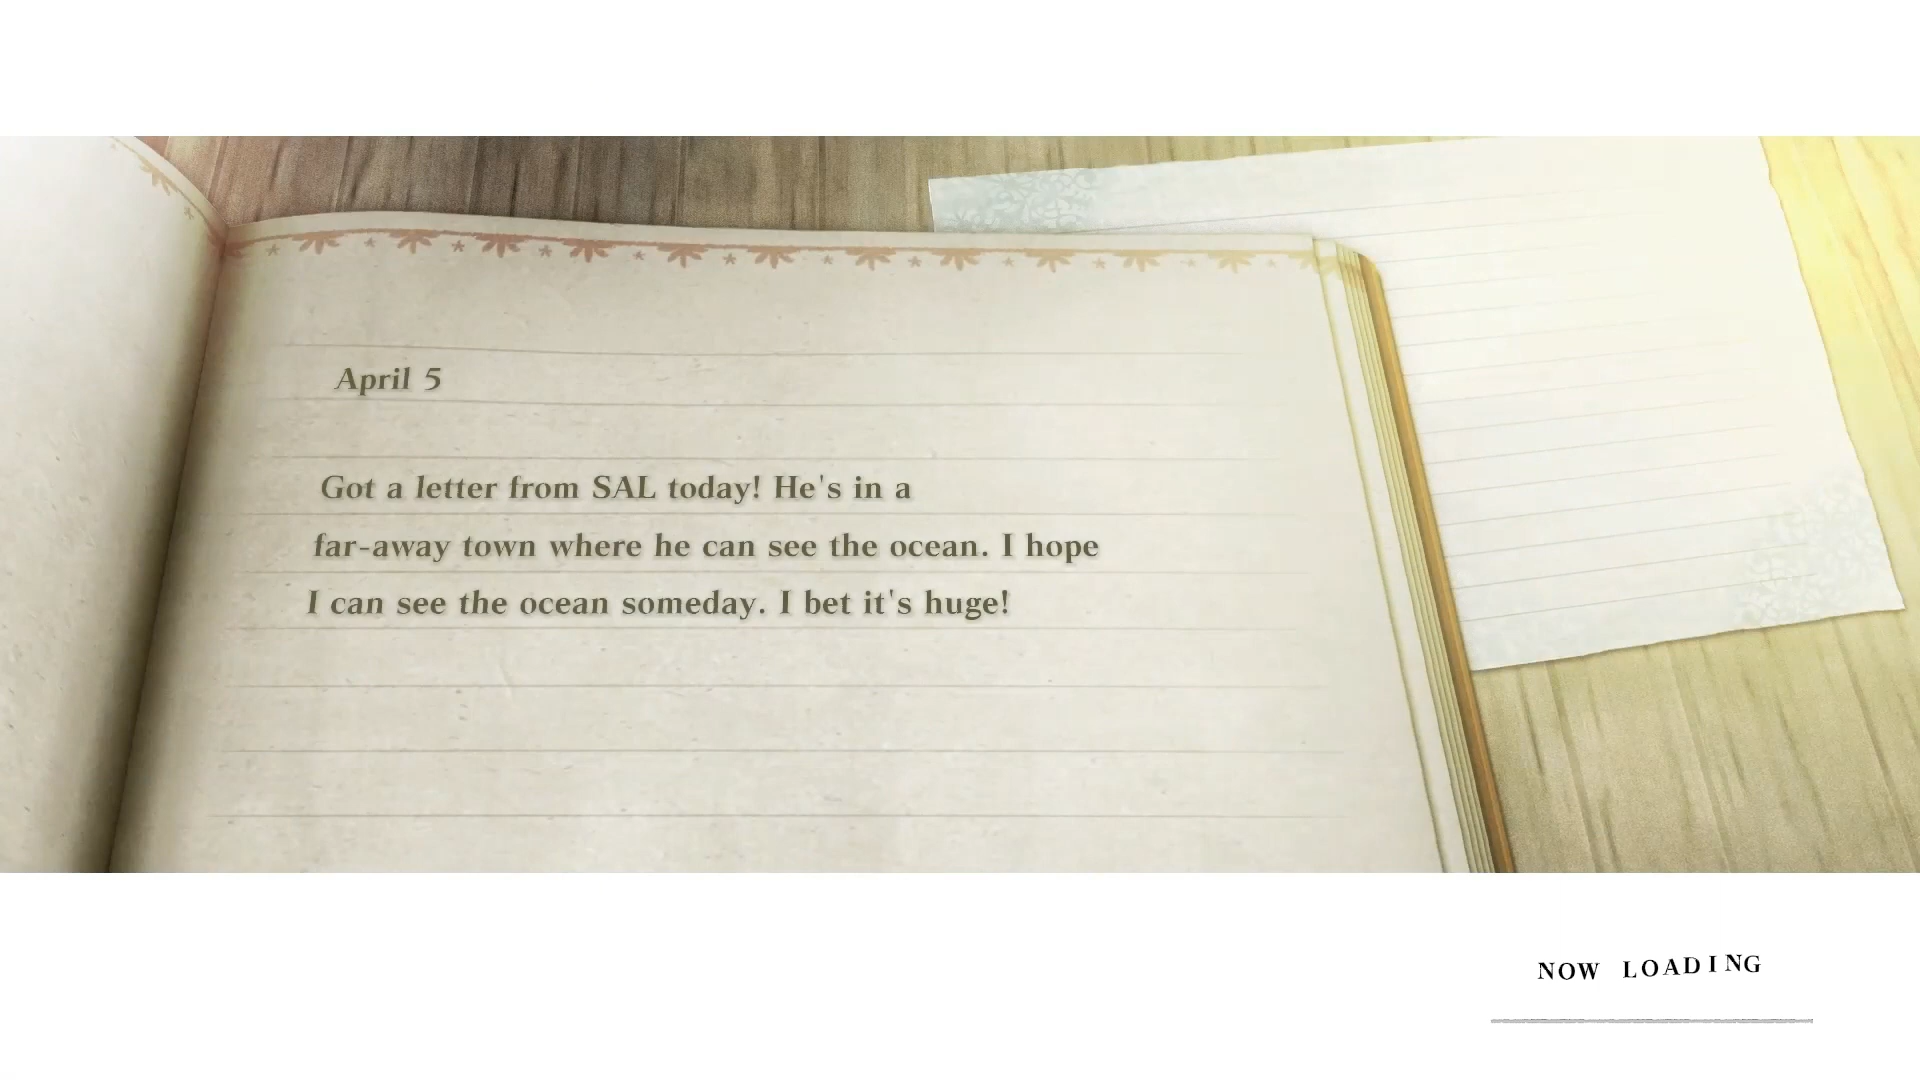 April 5
Got a letter from SAL today! He's in a
far-away town where he can see the ocean. I hope
I can see the ocean someday. I bet it's huge!
NOW LOADING